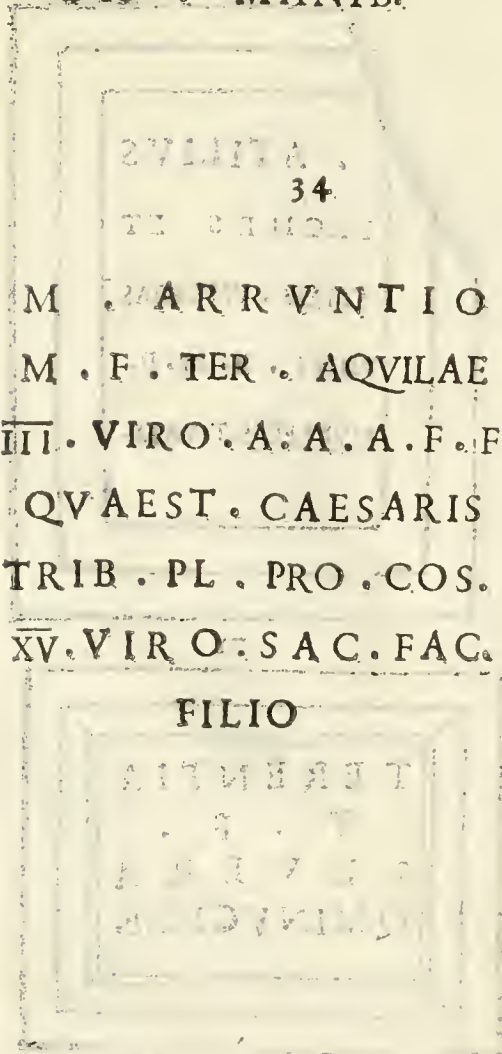 34
M . ARRVNTIO
M . F . TER . AQVILAE
III . VIRO . A . A . A . F . F
QVAEST . CAESARIS
TRIB . PL . PRO . COS .
XV . VIRO . SAC . FAC .
FILIO